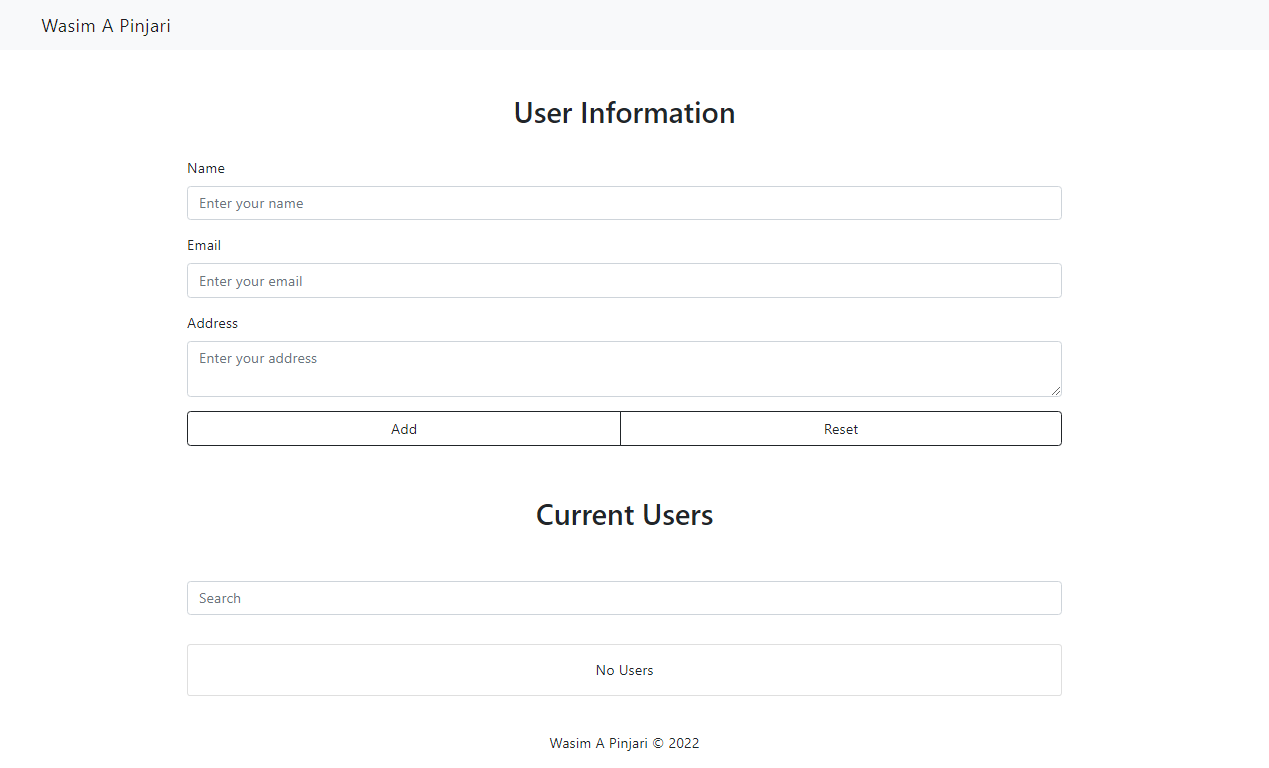 Wasim A Pinjari
User Information
Name
Enter your name
Email
Enter your email
Address
Enter your address
Add Reset
Current Users
Search
No Users
Wasim A Pinjari © 2022